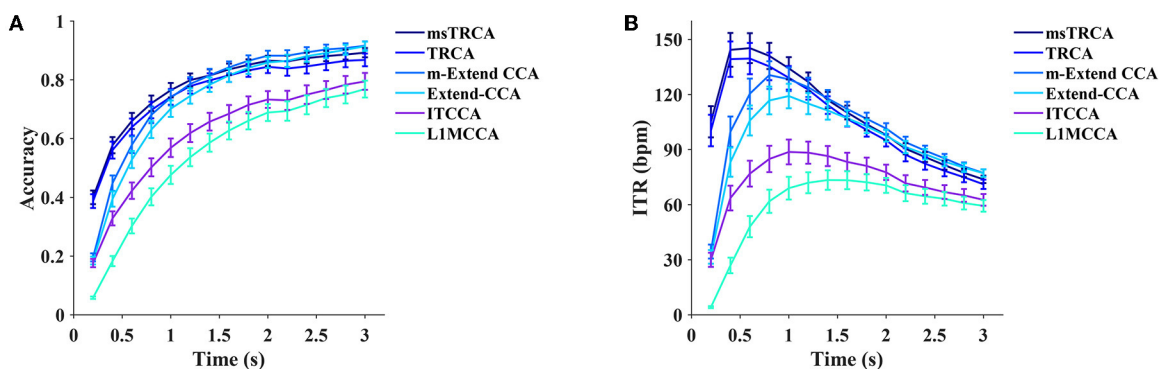 A
Accuracy
1
0.8
0.6
0.4
0.2
0
0 0.5 1 1.5 2 2.5 3
Time (s)
msTRCA
TRCA
m-Extend CCA
Extend-CCA
ITCCA
L1MCCA
B
ITR (bpm)
150
120
90
60
30
0
0 0.5 1 1.5 2 2.5 3
Time (s)
msTRCA
TRCA
m-Extend CCA
Extend-CCA
ITCCA
L1MCCA